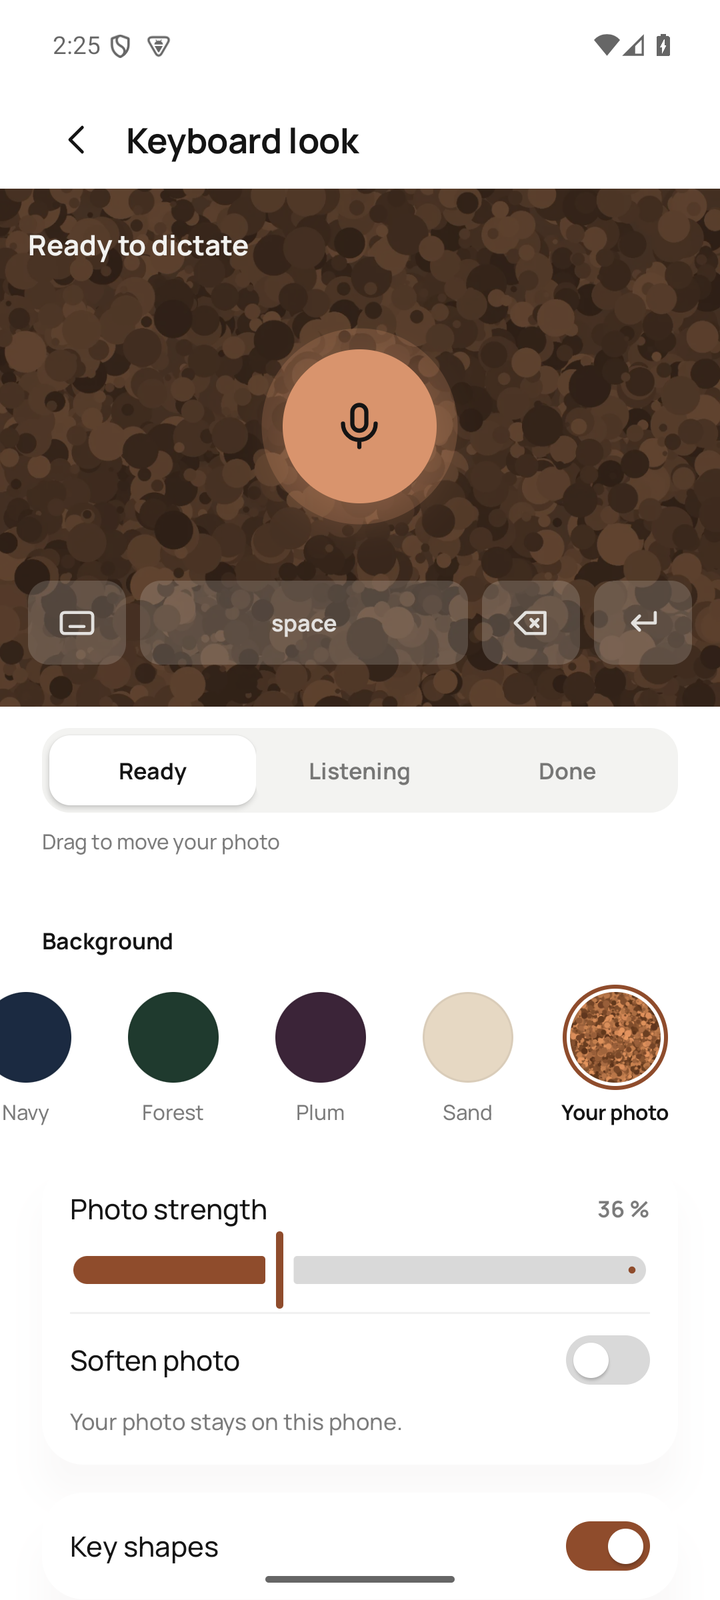 2:25
Keyboard look
Ready to dictate
space
Ready Listening Done
Drag to move your photo
Background
Navy Forest Plum Sand Your photo
Photo strength 36 %
Soften photo
Your photo stays on this phone.
Key shapes